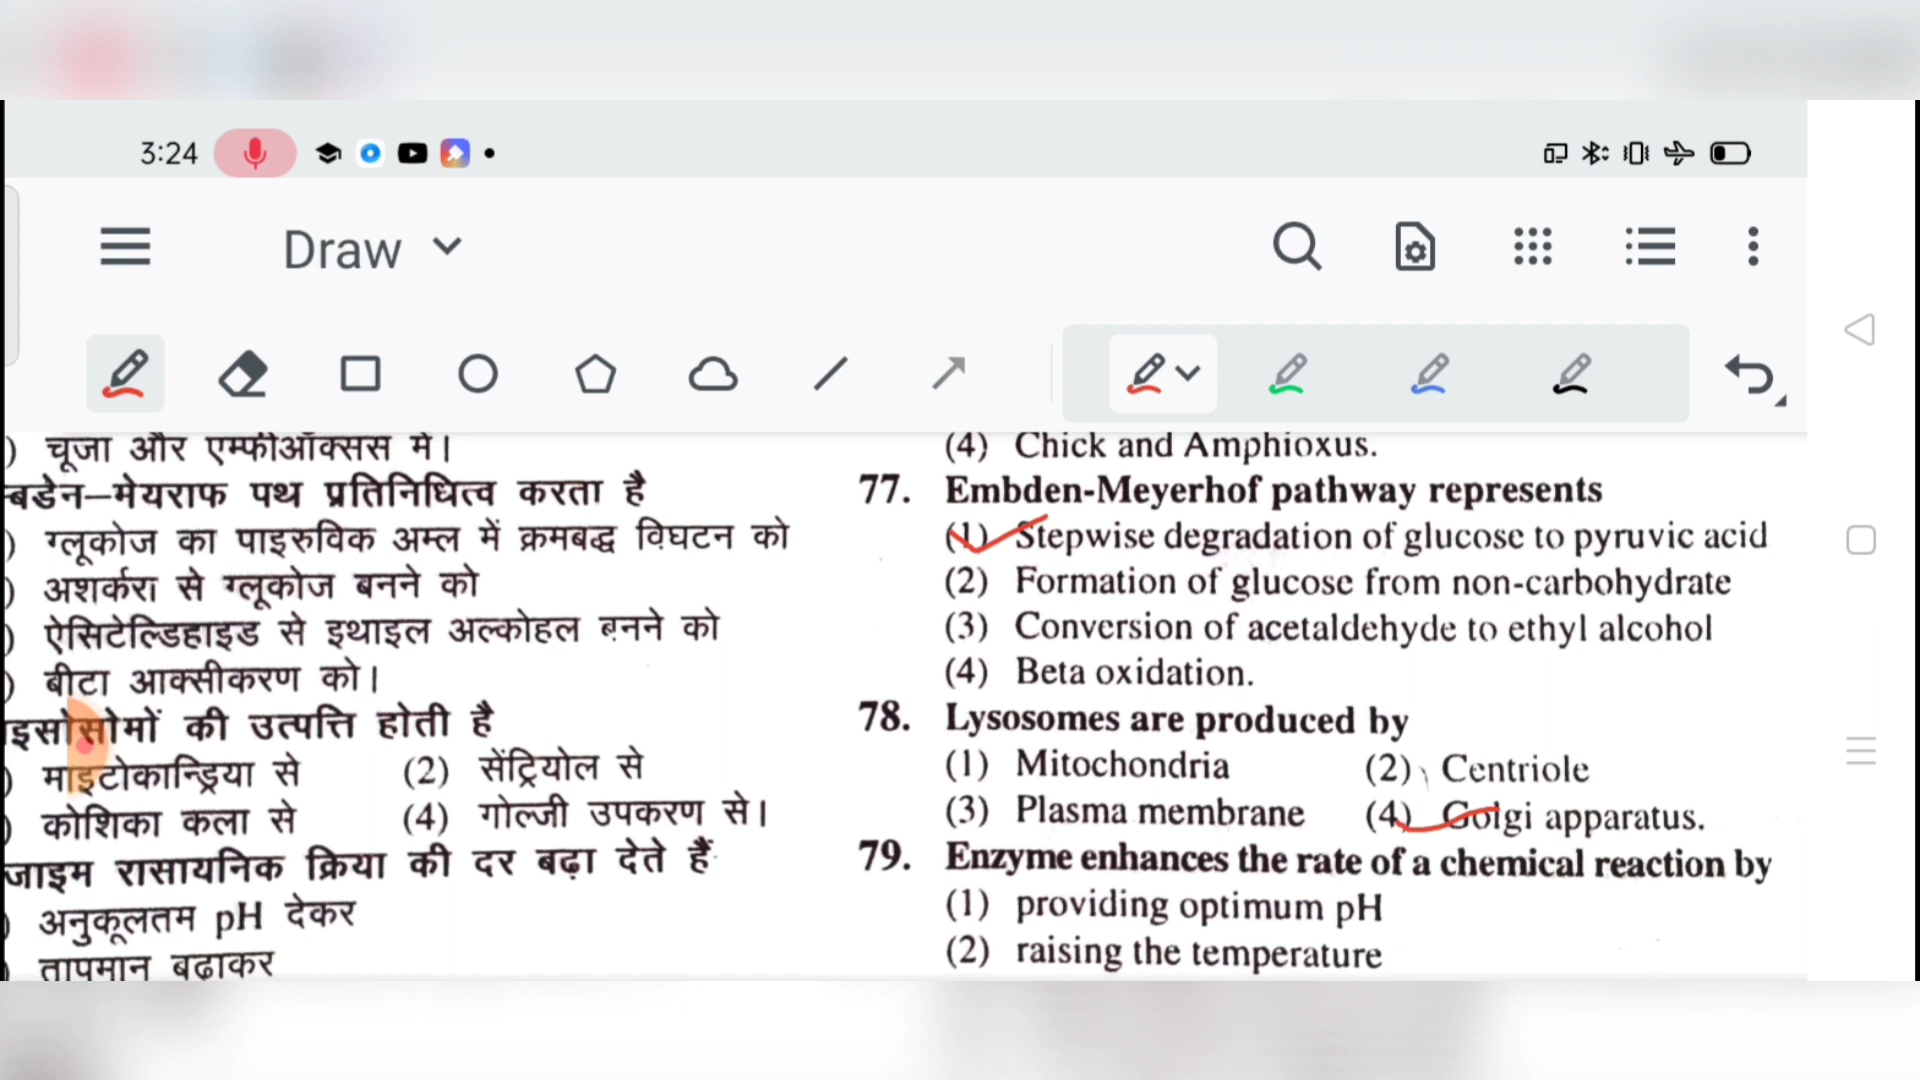 3:24
Draw
) चूजा और एम्फीऑक्सस में।
बडेन–मेयराफ पथ प्रतिनिधित्व करता है
) ग्लूकोज का पाइरुविक अम्ल में क्रमबद्ध विघटन को
) अशर्करा से ग्लूकोज बनने को
) ऐसिटेल्डिहाइड से इथाइल अल्कोहल बनने को
) बीटा आक्सीकरण को।
इसोसोमों की उत्पत्ति होती है
) माइटोकान्ड्रिया से (2) सेंट्रियोल से
) कोशिका कला से (4) गोल्जी उपकरण से।
जाइम रासायनिक क्रिया की दर बढ़ा देते हैं
) अनुकूलतम pH देकर
) तापमान बढाकर
(4) Chick and Amphioxus.
77. Embden-Meyerhof pathway represents
(1) Stepwise degradation of glucose to pyruvic acid
(2) Formation of glucose from non-carbohydrate
(3) Conversion of acetaldehyde to ethyl alcohol
(4) Beta oxidation.
78. Lysosomes are produced by
(1) Mitochondria (2) Centriole
(3) Plasma membrane (4) Golgi apparatus.
79. Enzyme enhances the rate of a chemical reaction by
(1) providing optimum pH
(2) raising the temperature